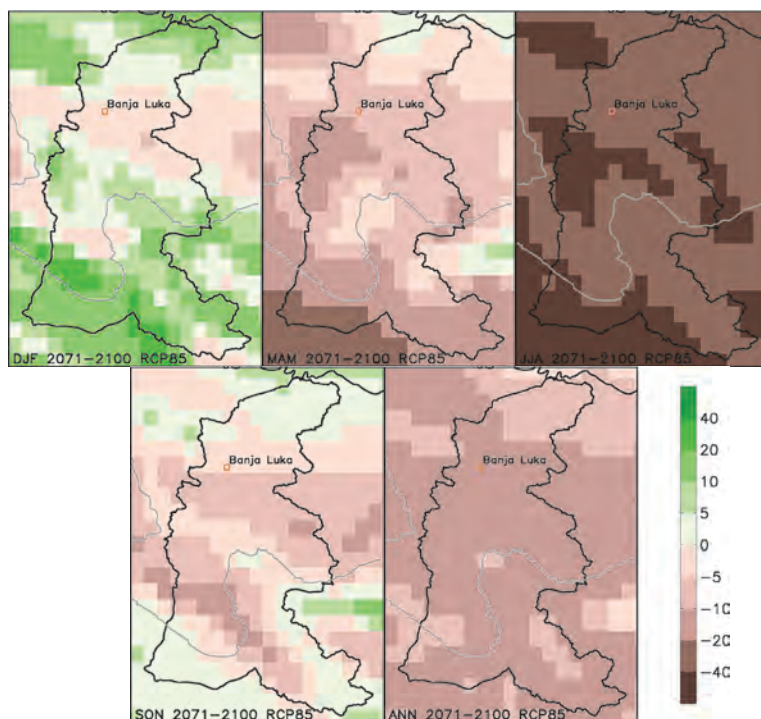 Banja Luka
Banja Luka
Banja Luka
DJF 2071-2100 RCP85
MAM 2071-2100 RCP85
JJA 2071-2100 RCP85
Banja Luka
Banja Luka
40
20
10
5
0
-5
-10
-20
-40
SON 2071-2100 RCP85
ANN 2071-2100 RCP85